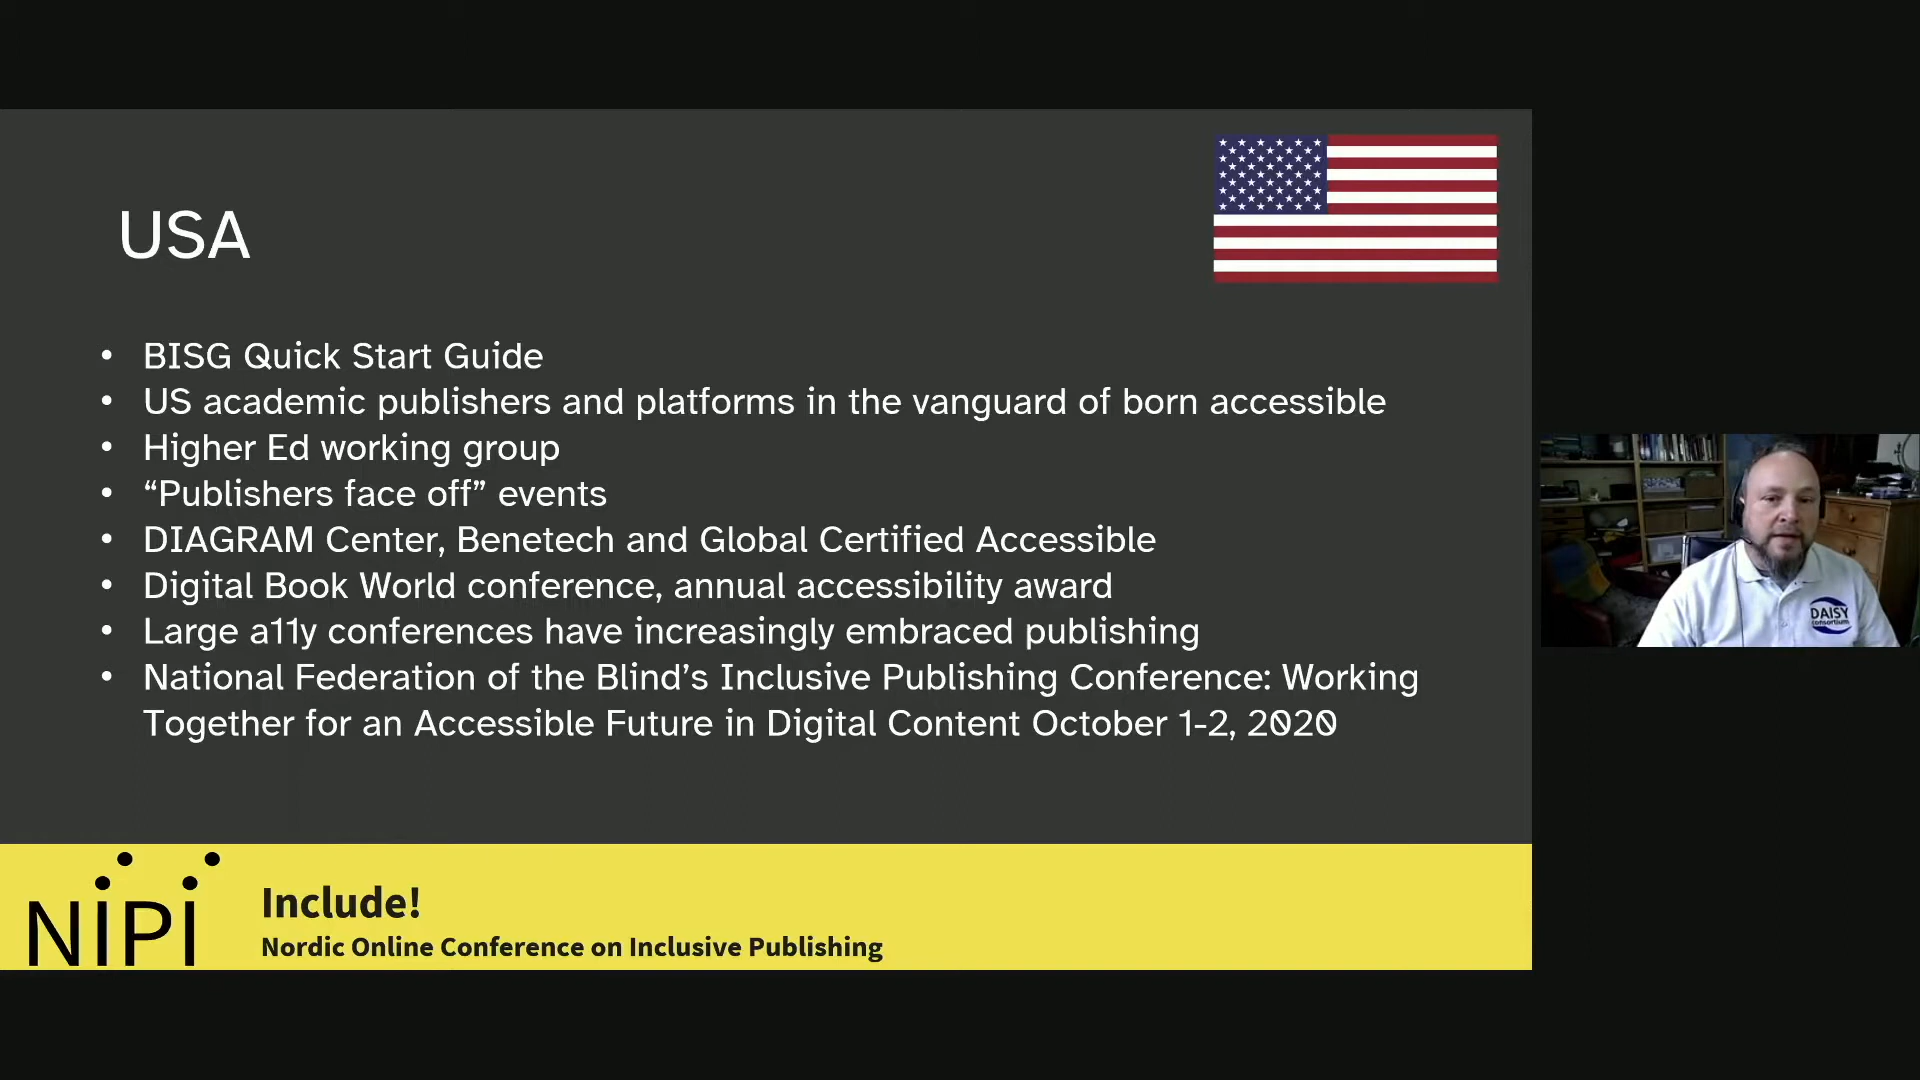 USA
• BISG Quick Start Guide
• US academic publishers and platforms in the vanguard of born accessible
• Higher Ed working group
• “Publishers face off” events
• DIAGRAM Center, Benetech and Global Certified Accessible
• Digital Book World conference, annual accessibility award
• Large a11y conferences have increasingly embraced publishing
• National Federation of the Blind’s Inclusive Publishing Conference: Working
Together for an Accessible Future in Digital Content October 1-2, 2020
DAISY
consortium
NiPi
Include!
Nordic Online Conference on Inclusive Publishing